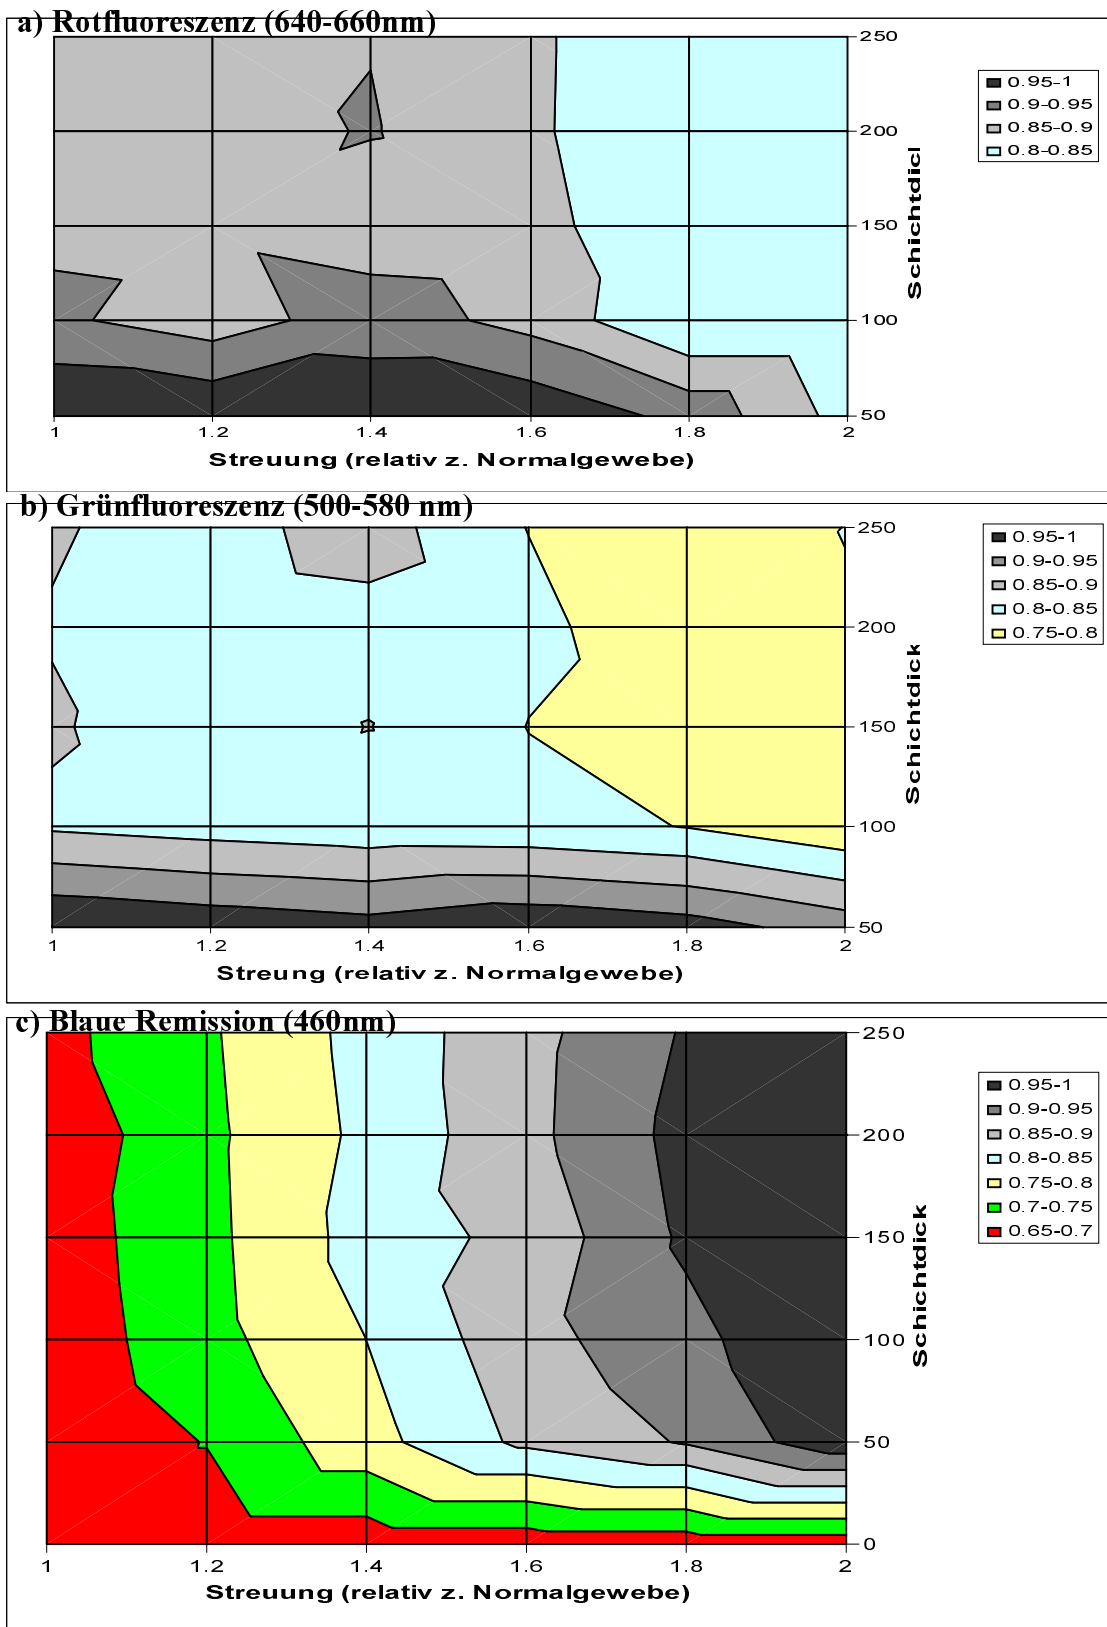 a) Rotfluoreszenz (640-660nm)
250
200
150
100
50
Schichtdicl
0.95-1
0.9-0.95
0.85-0.9
0.8-0.85
1 1.2 1.4 1.6 1.8 2
Streuung (relativ z. Normalgewebe)
b) Grünfluoreszenz (500-580 nm)
250
200
150
100
50
Schichtdick
0.95-1
0.9-0.95
0.85-0.9
0.8-0.85
0.75-0.8
1 1.2 1.4 1.6 1.8 2
Streung (relativ z. Normalgewebe)
c) Blaue Remission (460nm)
250
200
150
100
50
0
Schichtdick
0.95-1
0.9-0.95
0.85-0.9
0.8-0.85
0.75-0.8
0.7-0.75
0.65-0.7
1 1.2 1.4 1.6 1.8 2
Streuung (relativ z. Normalgewebe)